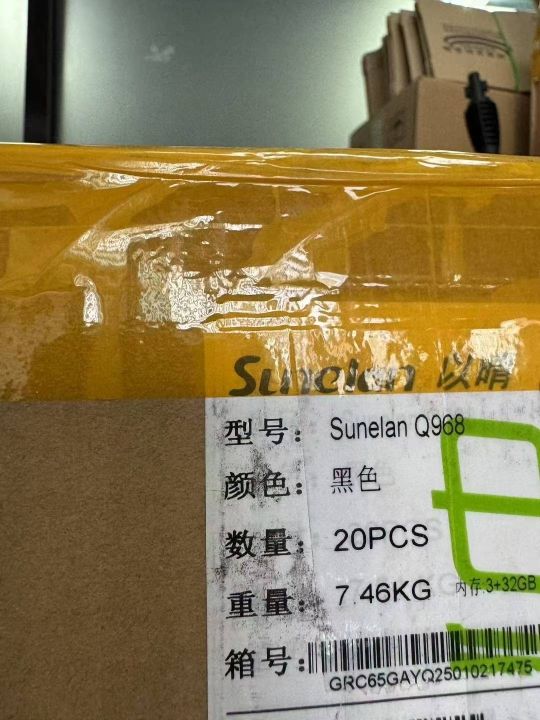 Sunelan 以晴
型号: Sunelan Q968
颜色: 黑色
数量: 20PCS
重量: 7.46KG 内存:3+32GB
箱号:
GRC65GAYQ25010217475